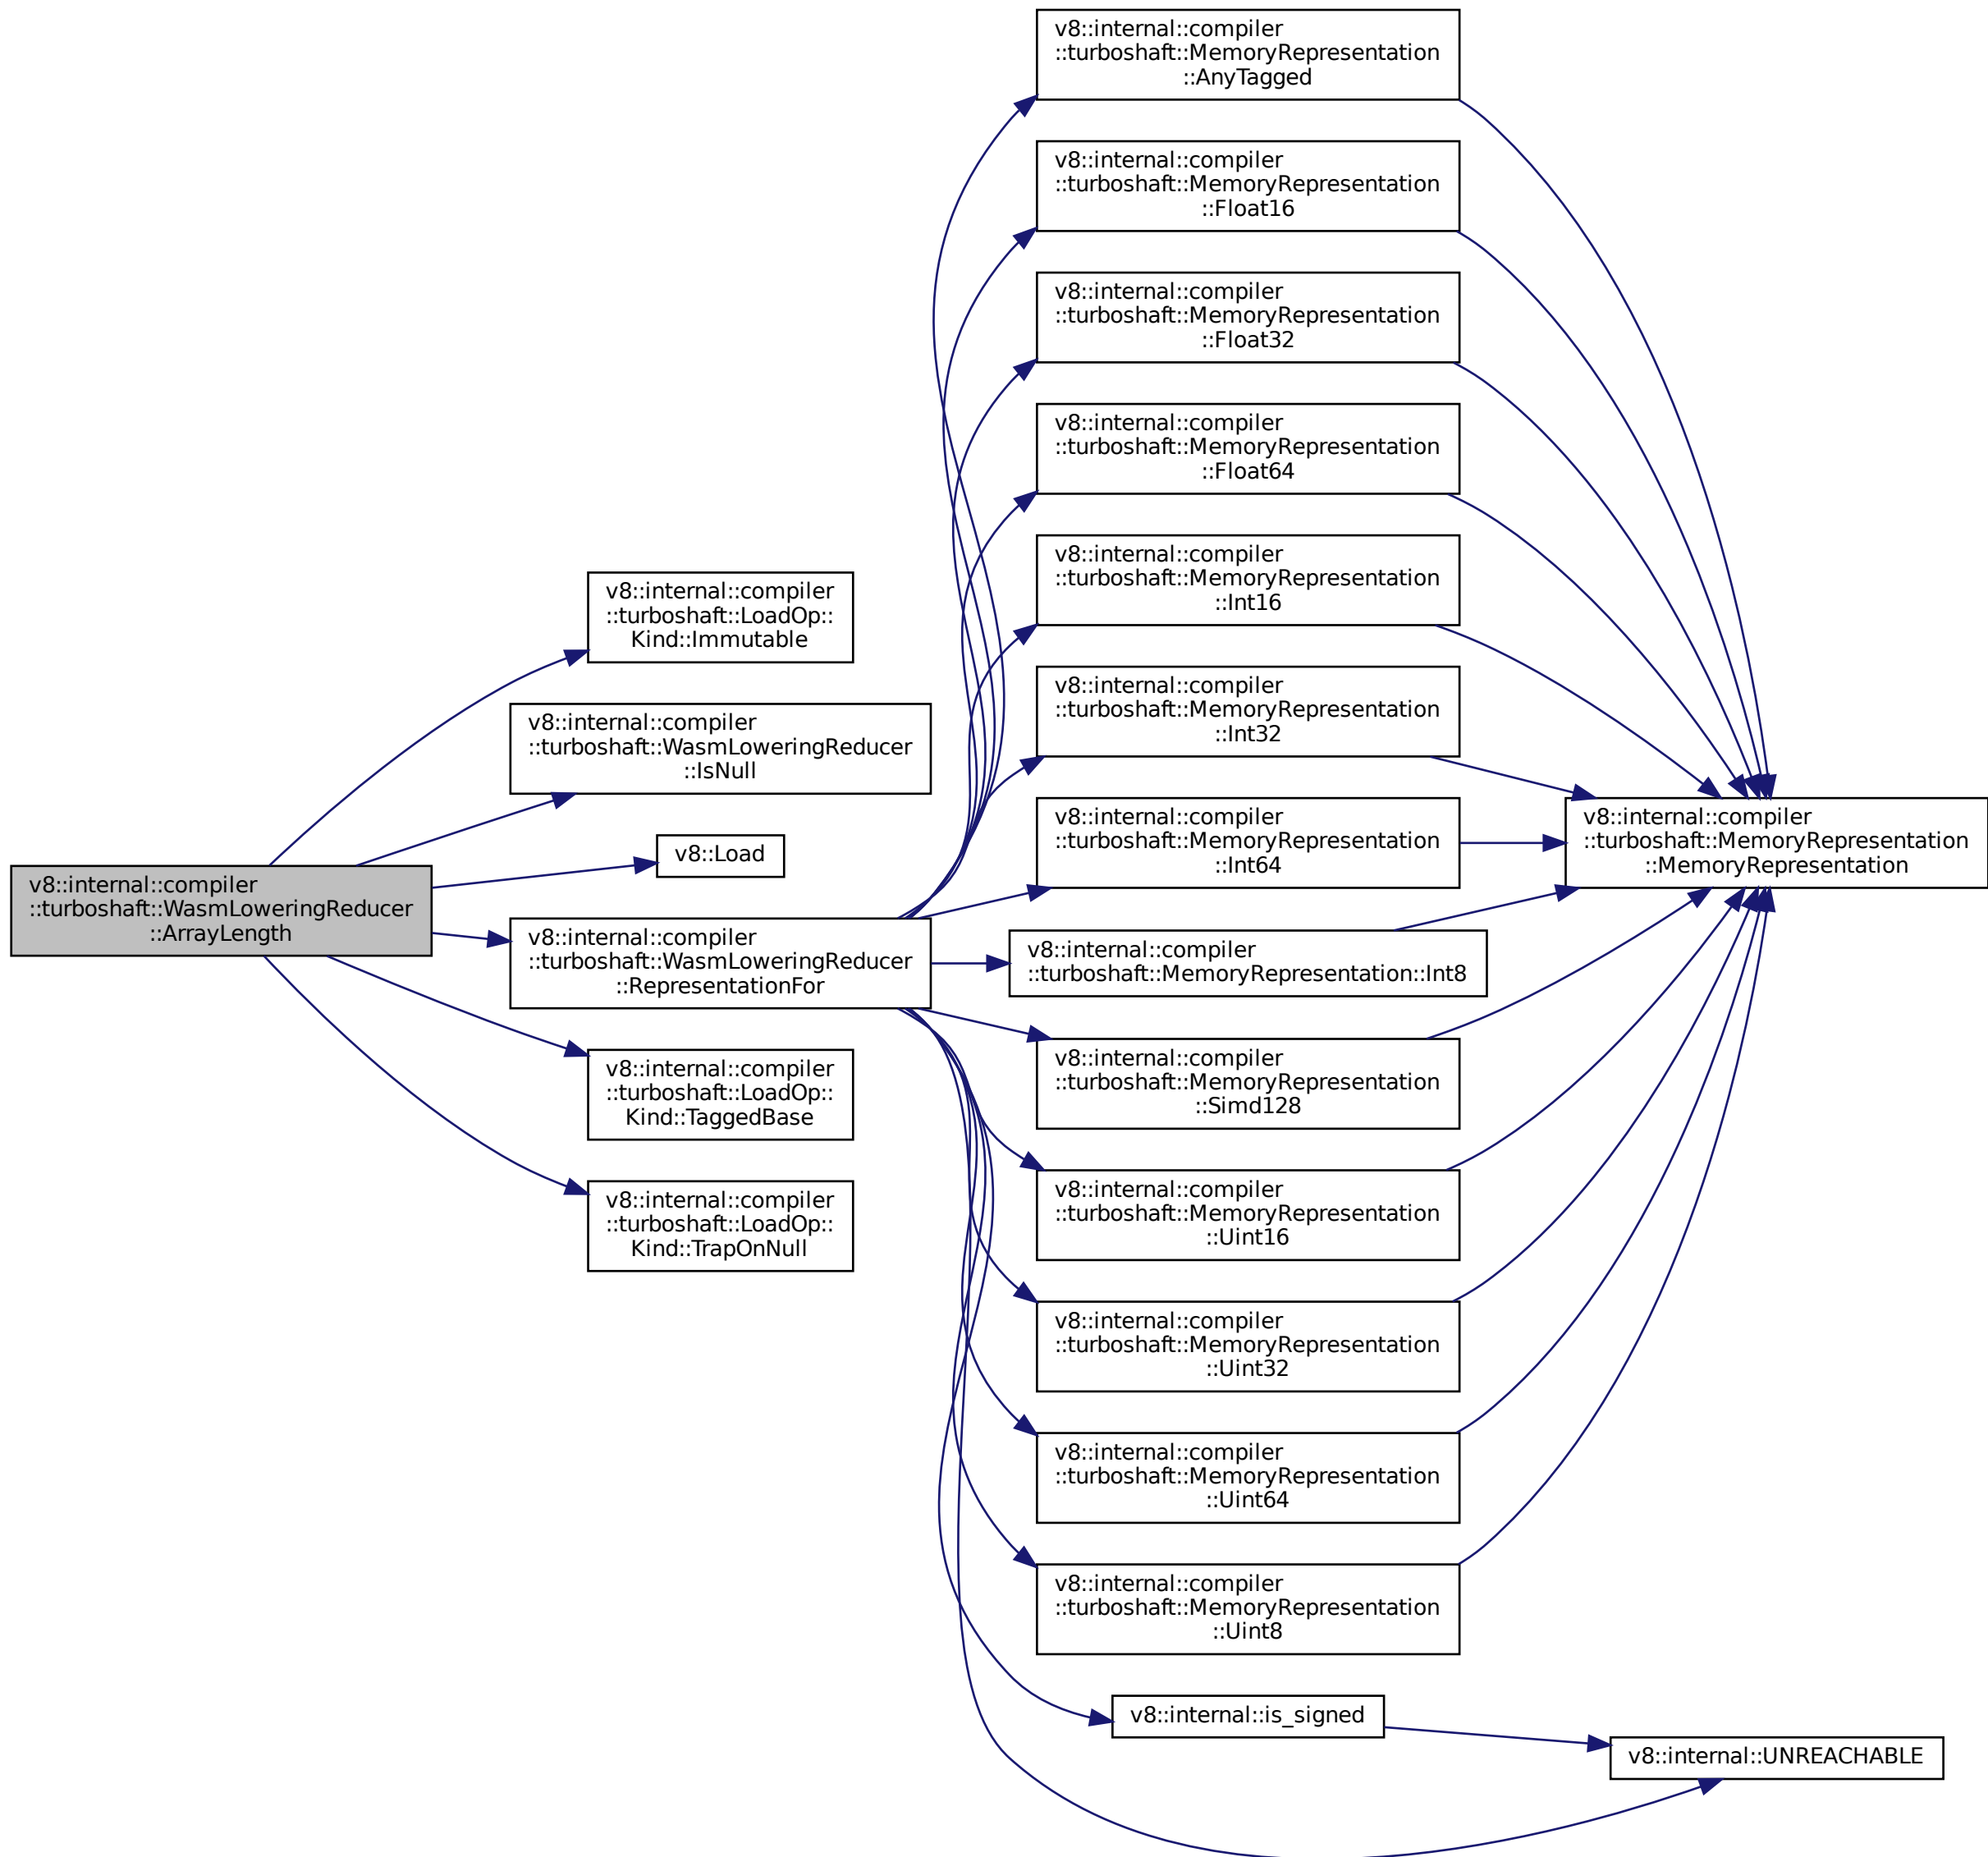 v8::internal::compiler
::turboshaft::WasmLoweringReducer
::ArrayLength
v8::internal::compiler
::turboshaft::LoadOp::
Kind::Immutable
v8::internal::compiler
::turboshaft::WasmLoweringReducer
::IsNull
v8::Load
v8::internal::compiler
::turboshaft::WasmLoweringReducer
::RepresentationFor
v8::internal::compiler
::turboshaft::LoadOp::
Kind::TaggedBase
v8::internal::compiler
::turboshaft::LoadOp::
Kind::TrapOnNull
v8::internal::compiler
::turboshaft::MemoryRepresentation
::AnyTagged
v8::internal::compiler
::turboshaft::MemoryRepresentation
::Float16
v8::internal::compiler
::turboshaft::MemoryRepresentation
::Float32
v8::internal::compiler
::turboshaft::MemoryRepresentation
::Float64
v8::internal::compiler
::turboshaft::MemoryRepresentation
::Int16
v8::internal::compiler
::turboshaft::MemoryRepresentation
::Int32
v8::internal::compiler
::turboshaft::MemoryRepresentation
::Int64
v8::internal::compiler
::turboshaft::MemoryRepresentation::Int8
v8::internal::compiler
::turboshaft::MemoryRepresentation
::Simd128
v8::internal::compiler
::turboshaft::MemoryRepresentation
::Uint16
v8::internal::compiler
::turboshaft::MemoryRepresentation
::Uint32
v8::internal::compiler
::turboshaft::MemoryRepresentation
::Uint64
v8::internal::compiler
::turboshaft::MemoryRepresentation
::Uint8
v8::internal::is_signed
v8::internal::compiler
::turboshaft::MemoryRepresentation
::MemoryRepresentation
v8::internal::UNREACHABLE